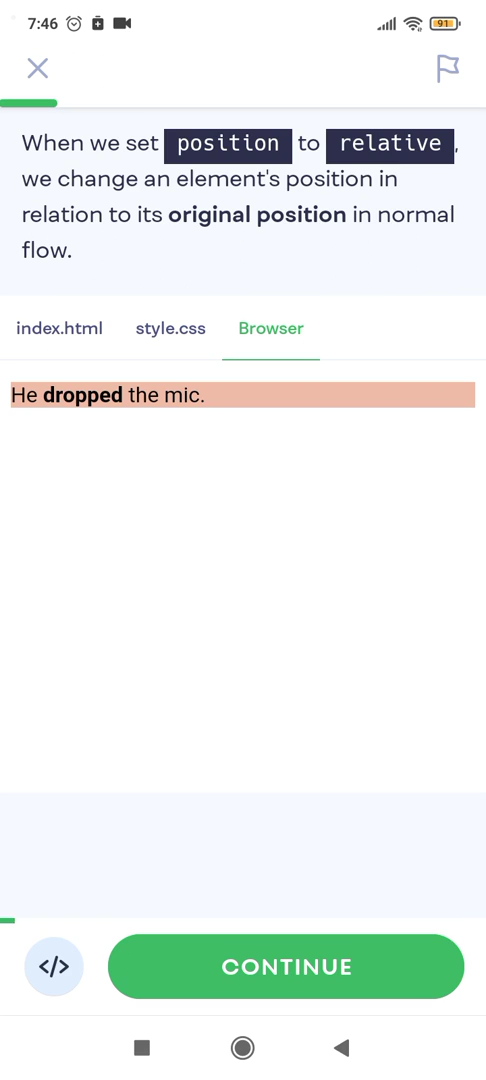 7:46 91
When we set position to relative,
we change an element's position in
relation to its original position in normal
flow.
index.html style.css Browser
He dropped the mic.
</> CONTINUE